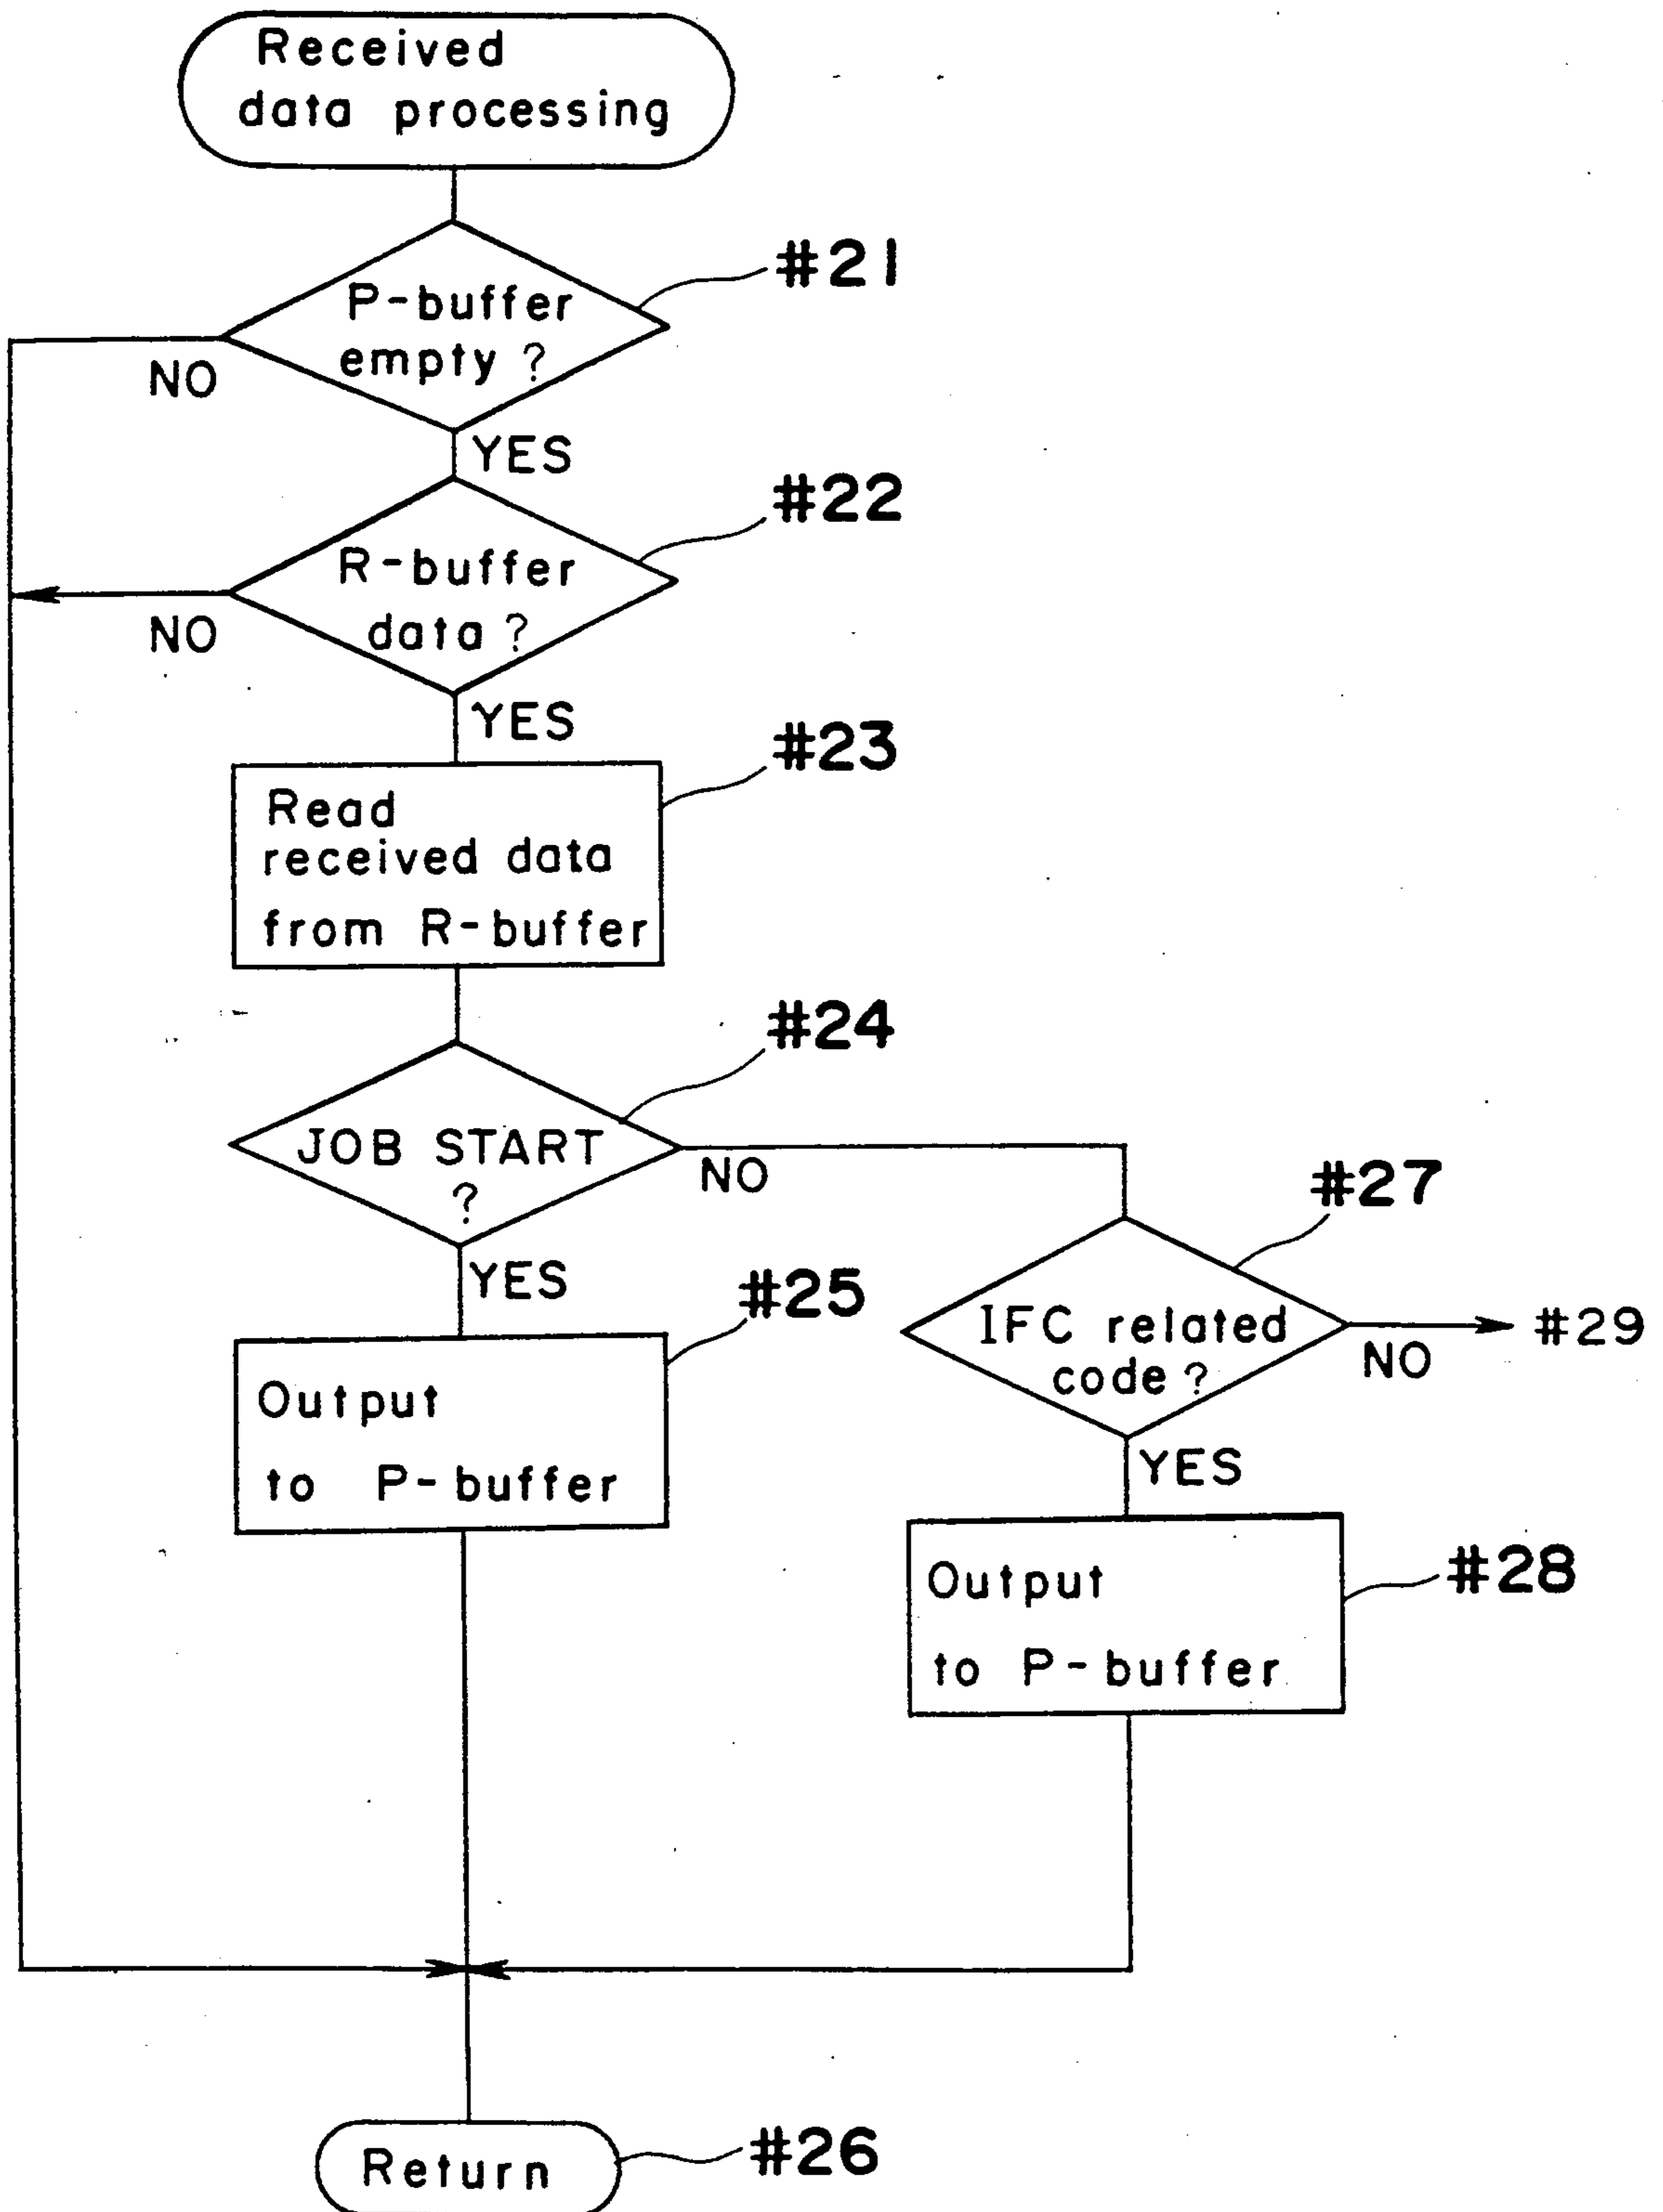 Received
data processing
#21
P-buffer
empty ?
NO
YES
#22
R-buffer
data ?
NO
YES
#23
Read
received data
from R-buffer
#24
JOB START
?
NO
YES
#27
IFC related
code ?
NO
#29
YES
#25
Output
to P-buffer
#28
Output
to P-buffer
Return
#26